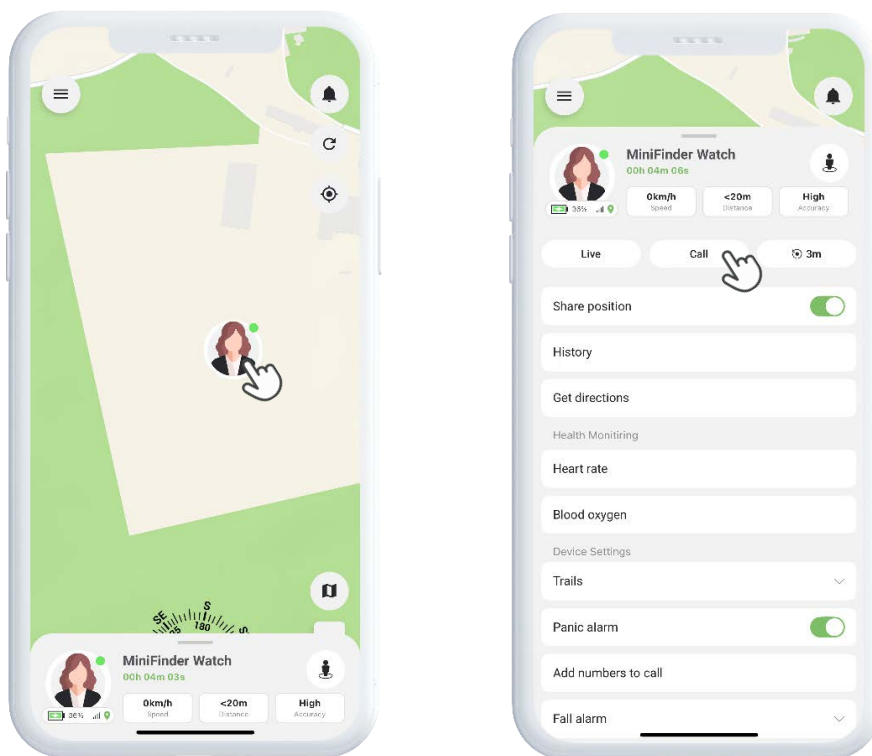 SE
S
180
MiniFinder Watch
00h 04m 03s
0km/h
Speed
<20m
Distance
High
Accuracy
36%
MiniFinder Watch
00h 04m 06s
0km/h
Speed
<20m
Distance
High
Accuracy
36%
Live
Call
3m
Share position
History
Get directions
Health Monitiring
Heart rate
Blood oxygen
Device Settings
Trails
Panic alarm
Add numbers to call
Fall alarm